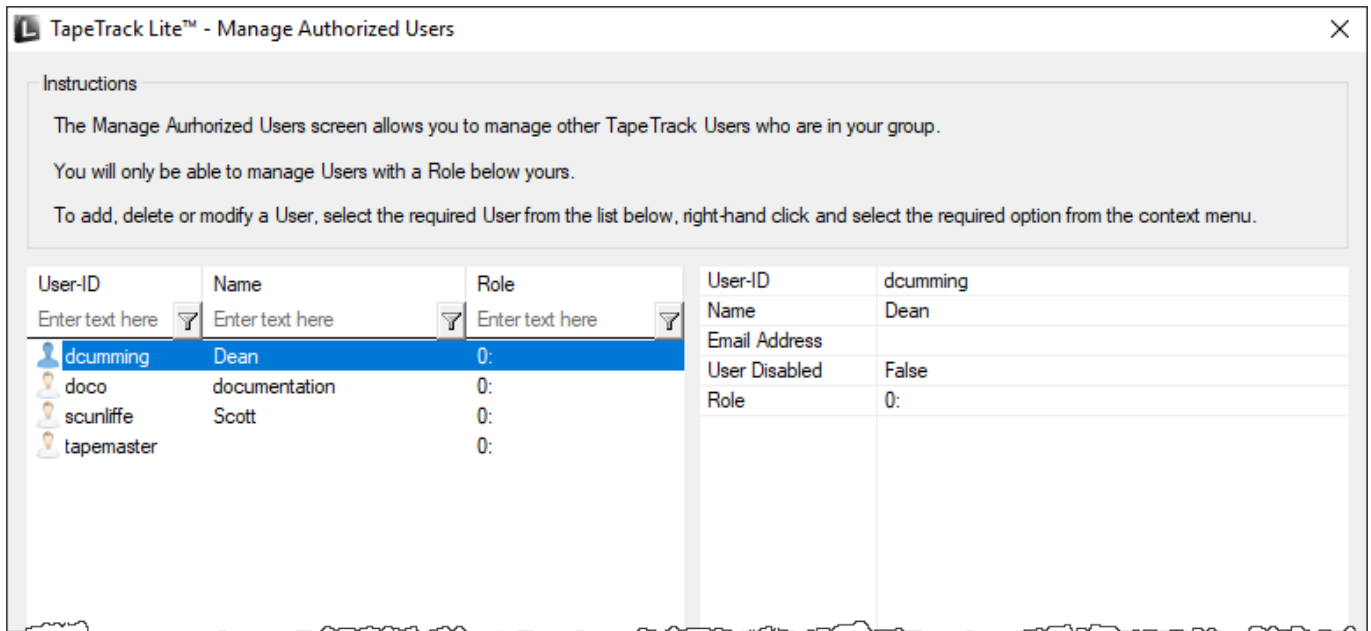 TapeTrack Lite™ - Manage Authorized Users
Instructions
The Manage Aurhorized Users screen allows you to manage other TapeTrack Users who are in your group.
You will only be able to manage Users with a Role below yours.
To add, delete or modify a User, select the required User from the list below, right-hand click and select the required option from the context menu.
User-ID Name Role
Enter text here Enter text here Enter text here
dcumming Dean 0:
doco documentation 0:
scunliffe Scott 0:
tapemaster 0:
User-ID dcumming
Name Dean
Email Address
User Disabled False
Role 0: